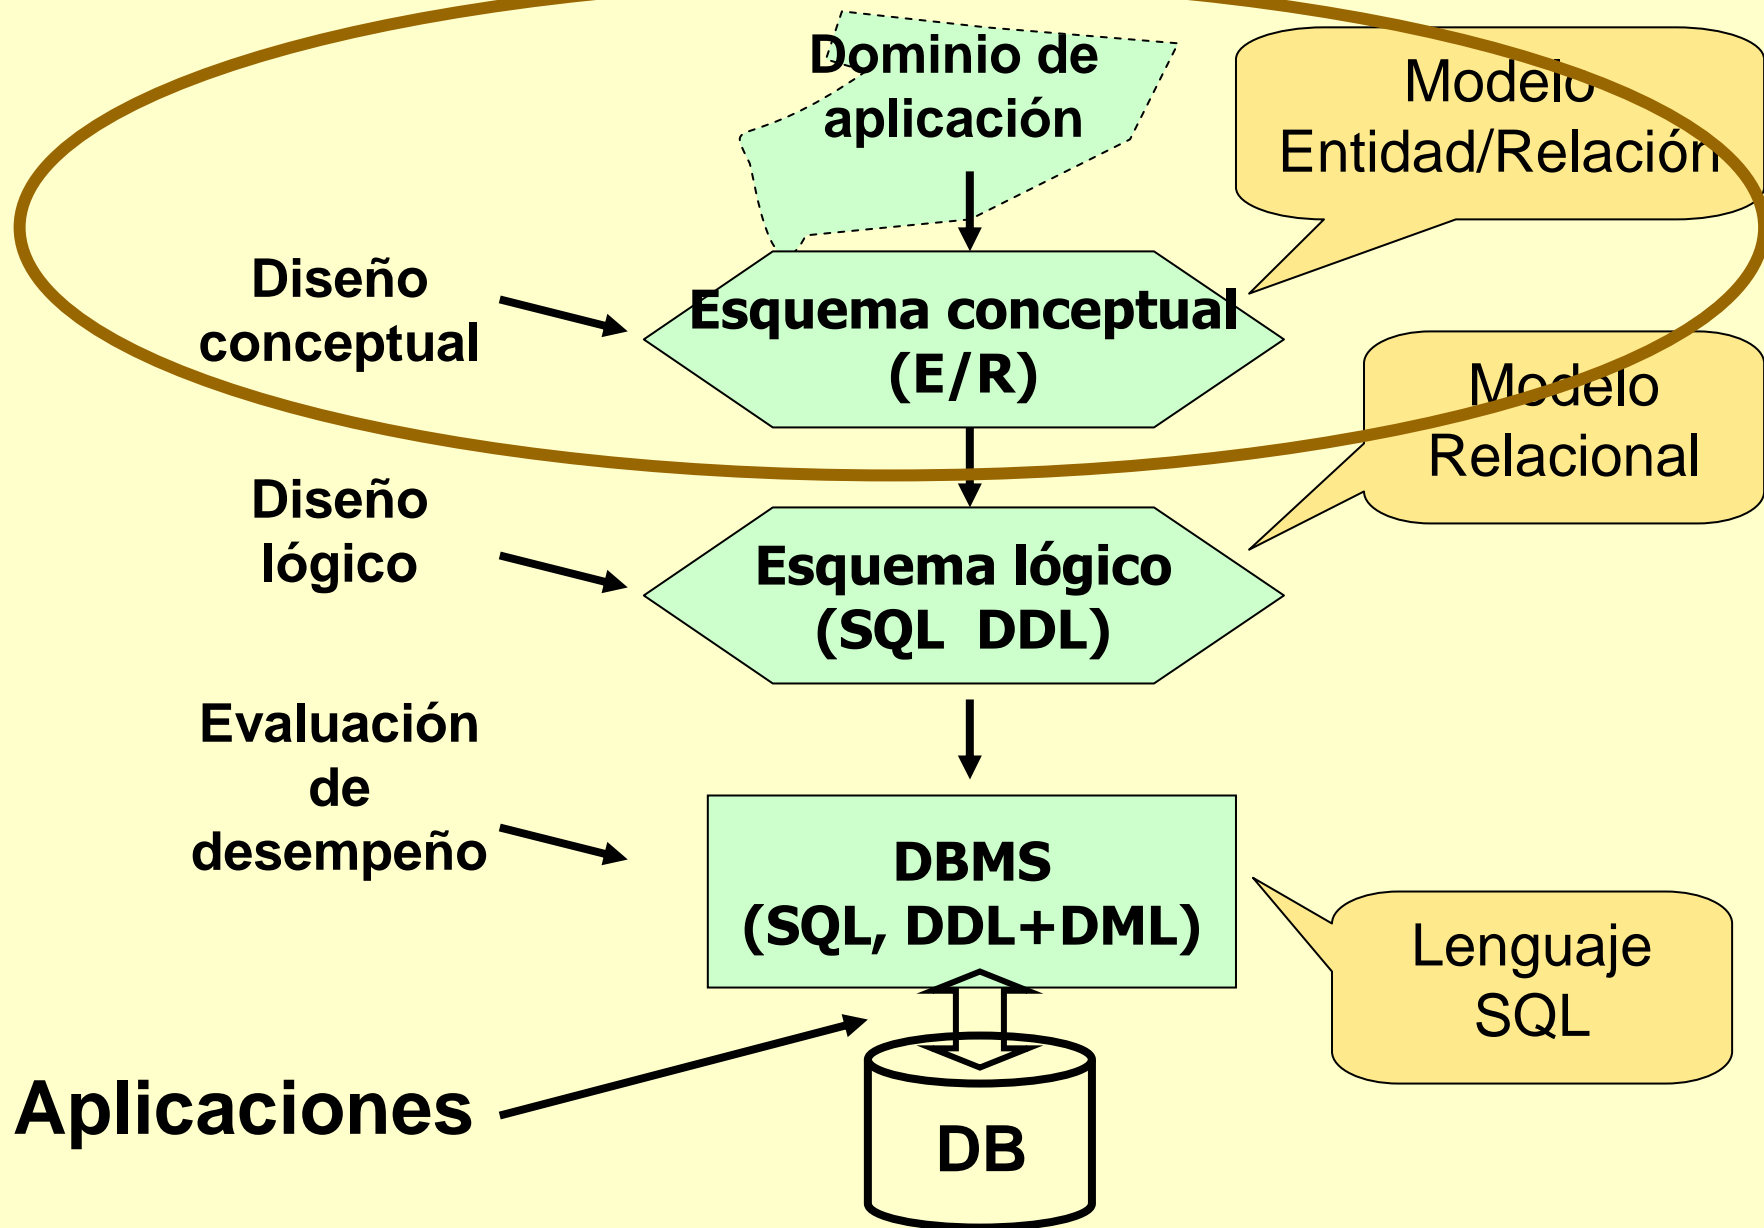 Dominio de
aplicación
Modelo
Entidad/Relación
Diseño
conceptual
Esquema conceptual
(E/R)
Modelo
Relacional
Diseño
lógico
Esquema lógico
(SQL DDL)
Evaluación
de
desempeño
DBMS
(SQL, DDL+DML)
Lenguaje
SQL
Aplicaciones
DB